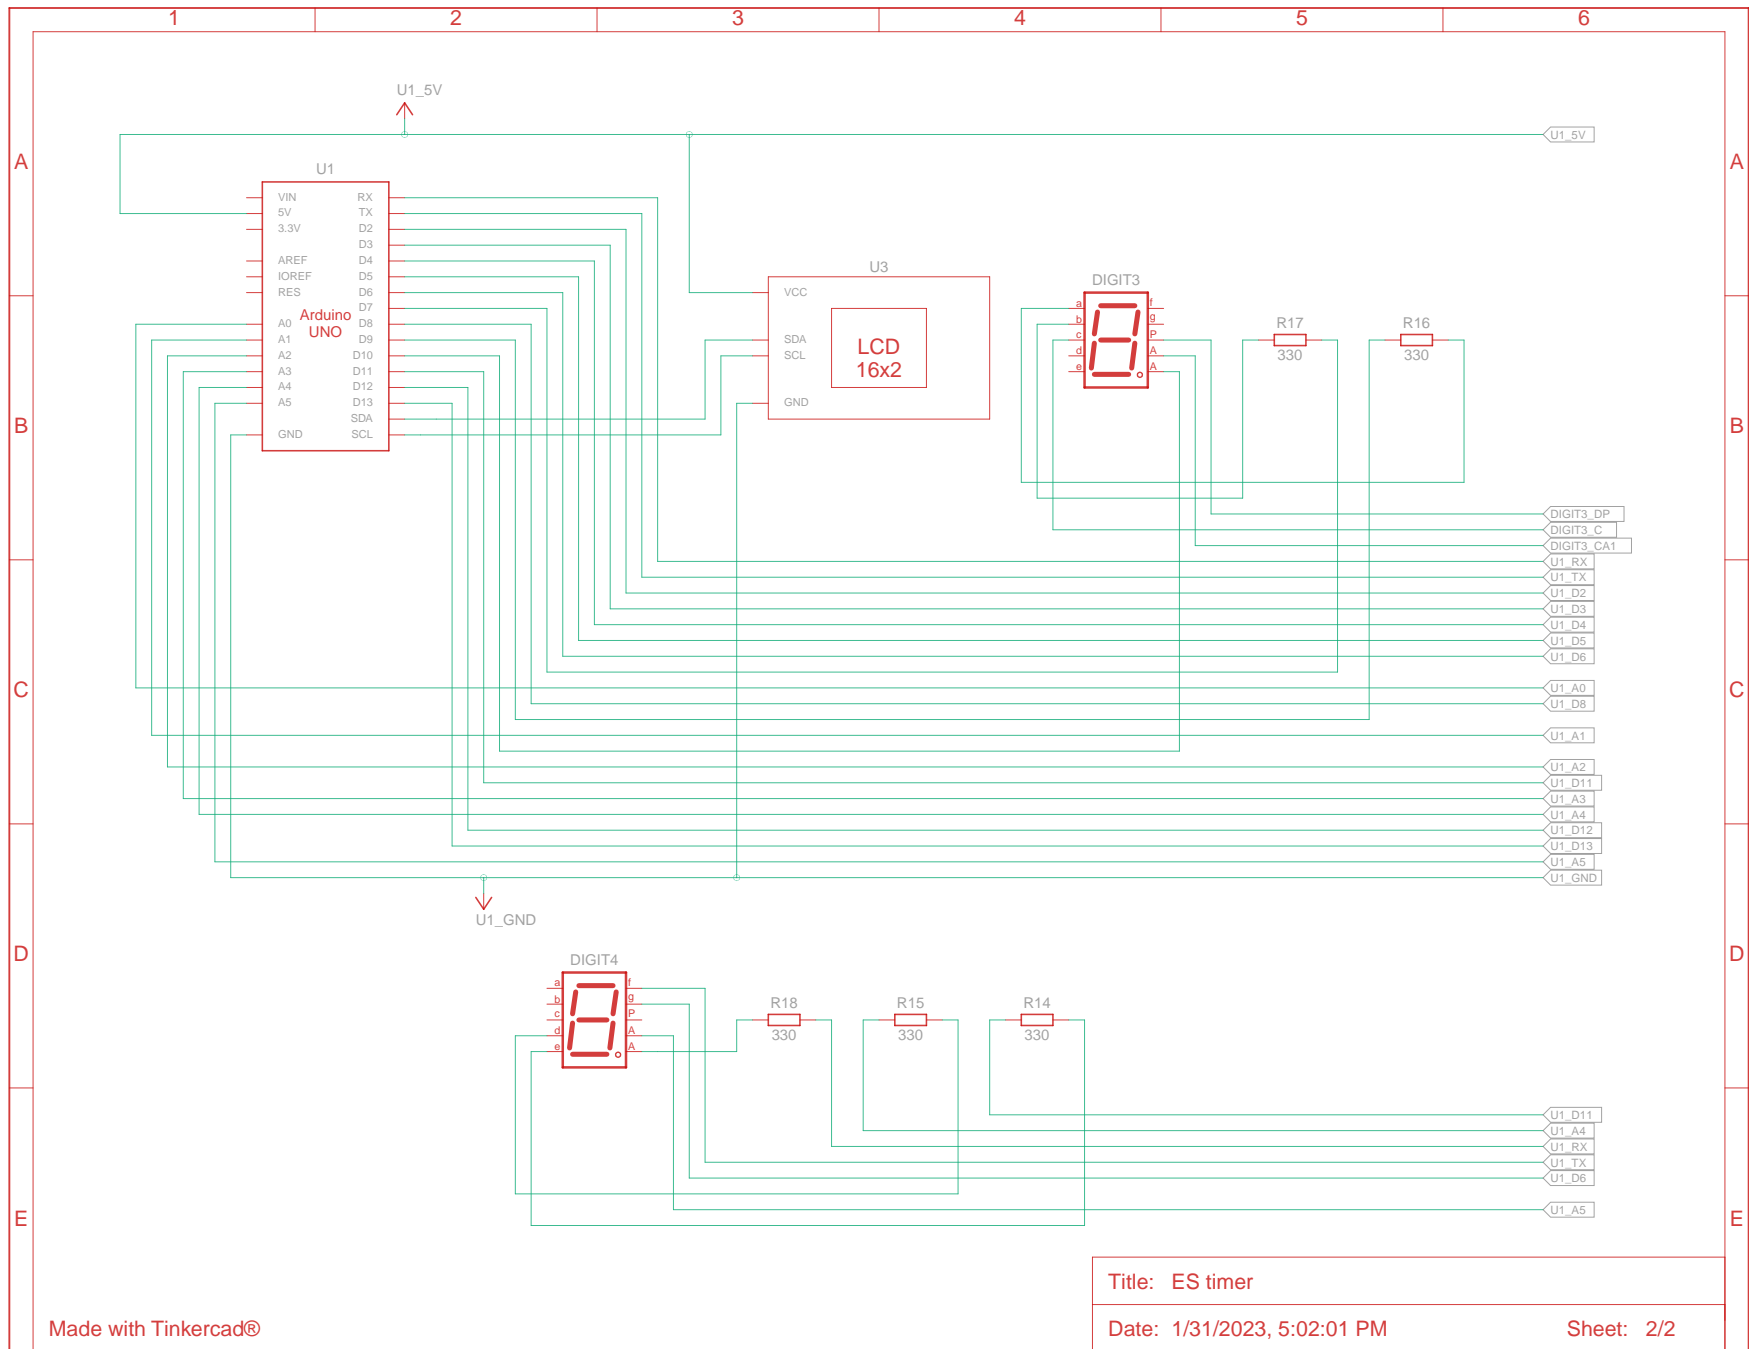 1 2 3 4 5 6
A A
B B
C C
D D
E E
U1_5V
U1_5V
U1
VIN RX
5V TX
3.3V D2
D3
AREF D4
IOREF D5
RES D6
D7
A0 D8
A1 D9
A2 D10
A3 D11
A4 D12
A5 D13
SDA
GND SCL
Arduino
UNO
U3
VCC
SDA
SCL
GND
LCD
16x2
DIGIT3
a f
b g
c P
d A
e A
R17
330
R16
330
DIGIT3_DP
DIGIT3_C
DIGIT3_CA1
U1_RX
U1_TX
U1_D2
U1_D3
U1_D4
U1_D5
U1_D6
U1_A0
U1_D8
U1_A1
U1_A2
U1_D11
U1_A3
U1_A4
U1_D12
U1_D13
U1_A5
U1_GND
U1_GND
DIGIT4
a f
b g
c P
d A
e A
R18
330
R15
330
R14
330
U1_D11
U1_A4
U1_RX
U1_TX
U1_D6
U1_A5
Title: ES timer
Made with Tinkercad®
Date: 1/31/2023, 5:02:01 PM Sheet: 2/2